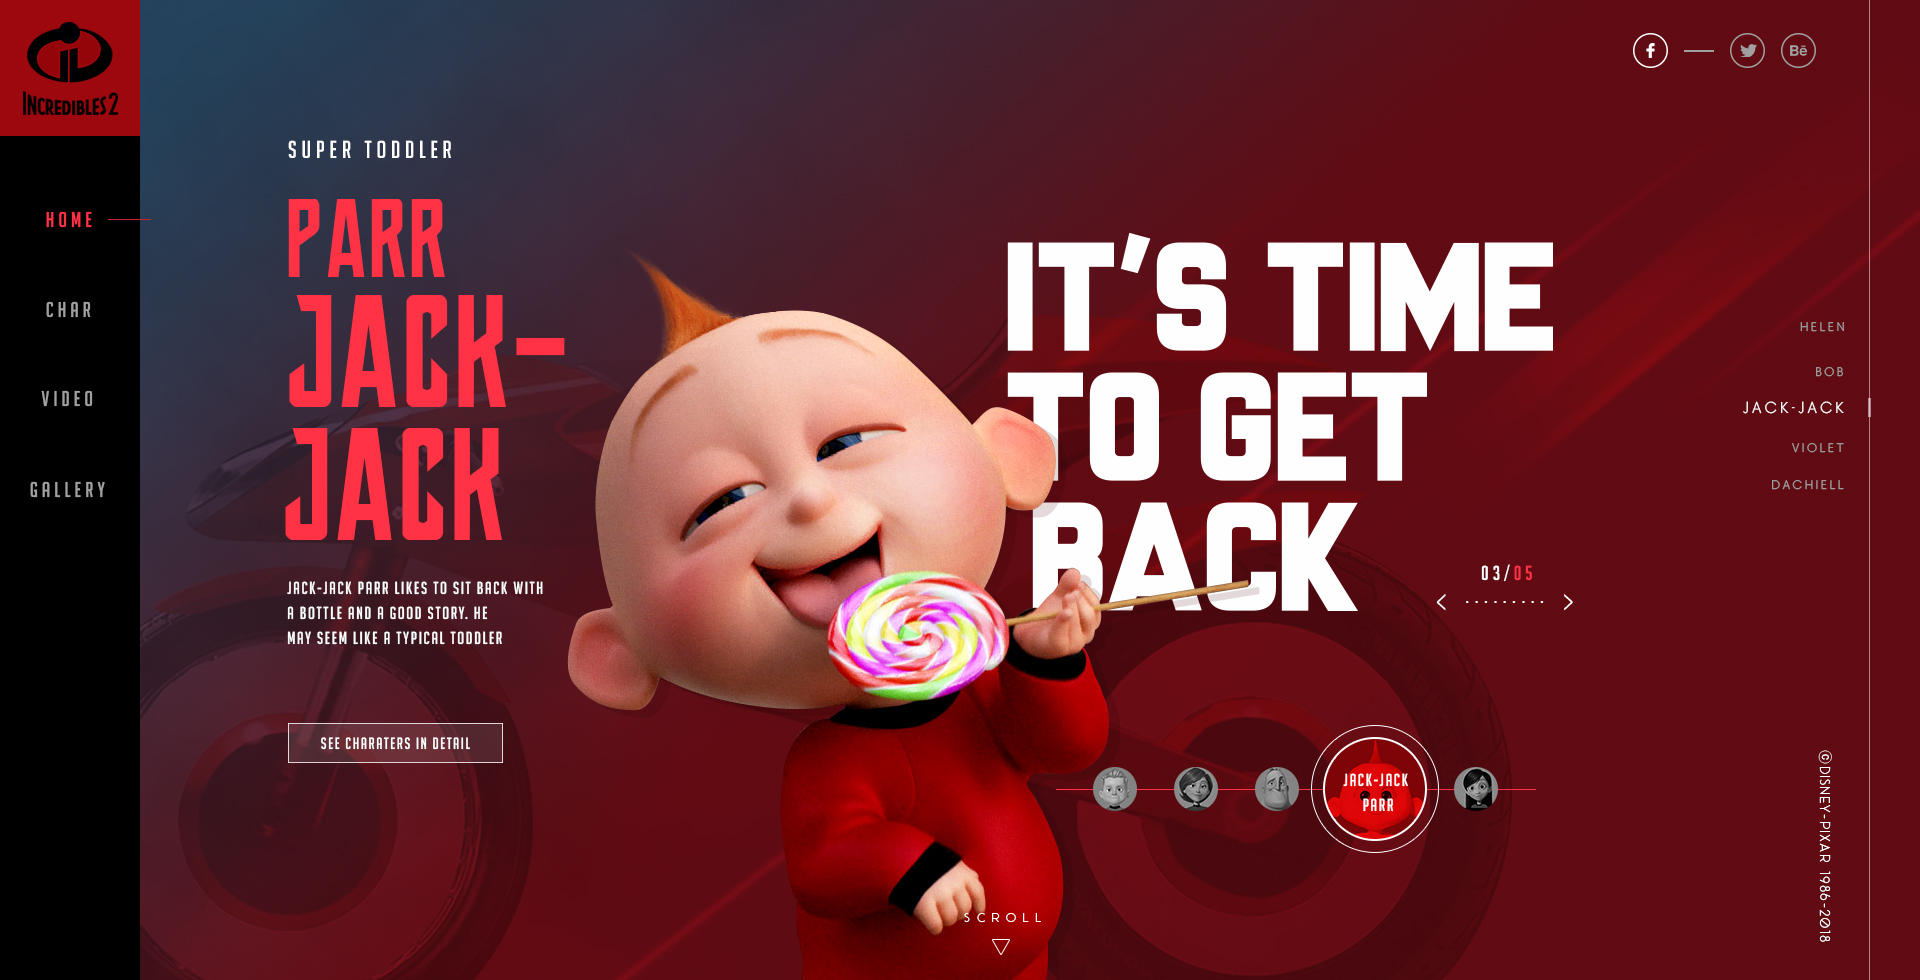 INCREDIBLES 2
HOME
CHAR
VIDEO
GALLERY
SUPER TODDLER
PARR
JACK-
JACK
JACK-JACK PARR LIKES TO SIT BACK WITH
A BOTTLE AND A GOOD STORY. HE
MAY SEEM LIKE A TYPICAL TODDLER
SEE CHARATERS IN DETAIL
IT'S TIME
TO GET
BACK
f
Bē
HELEN
BOB
JACK-JACK
VIOLET
DACHIELL
03/05
JACK-JACK
PARR
SCROLL
©DISNEY-PIXAR 1986-2018